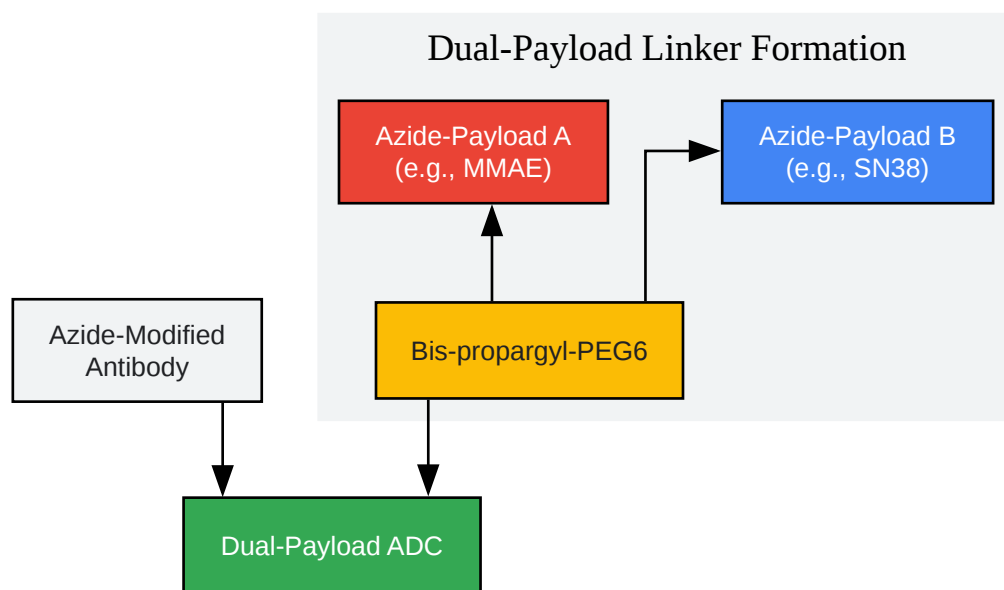 Dual-Payload Linker Formation
Azide-Payload A
(e.g., MMAE)
Azide-Payload B
(e.g., SN38)
Azide-Modified
Antibody
Bis-propargyl-PEG6
Dual-Payload ADC